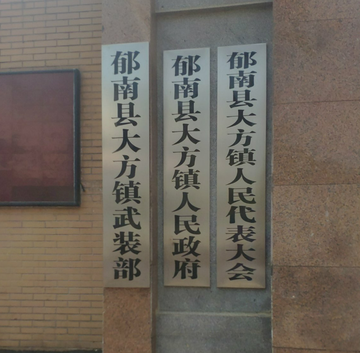 郁南县大方镇武装部
郁南县大方镇人民政府
郁南县大方镇人民代表大会